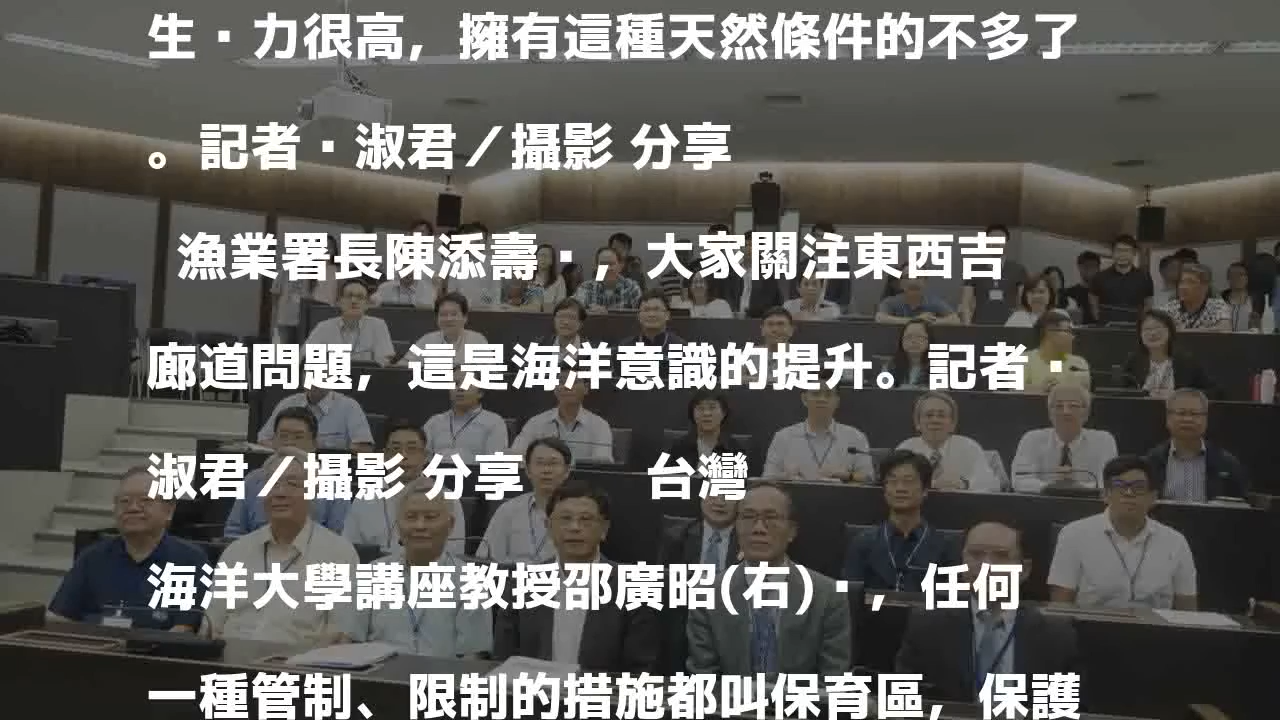 生·力很高，擁有這種天然條件的不多了
。記者·淑君／攝影 分享
漁業署長陳添壽·，大家關注東西吉
廊道問題，這是海洋意識的提升。記者·
淑君／攝影 分享 台灣
海洋大學講座教授邵廣昭(右)·，任何
一種管制、限制的措施都叫保育區，保護